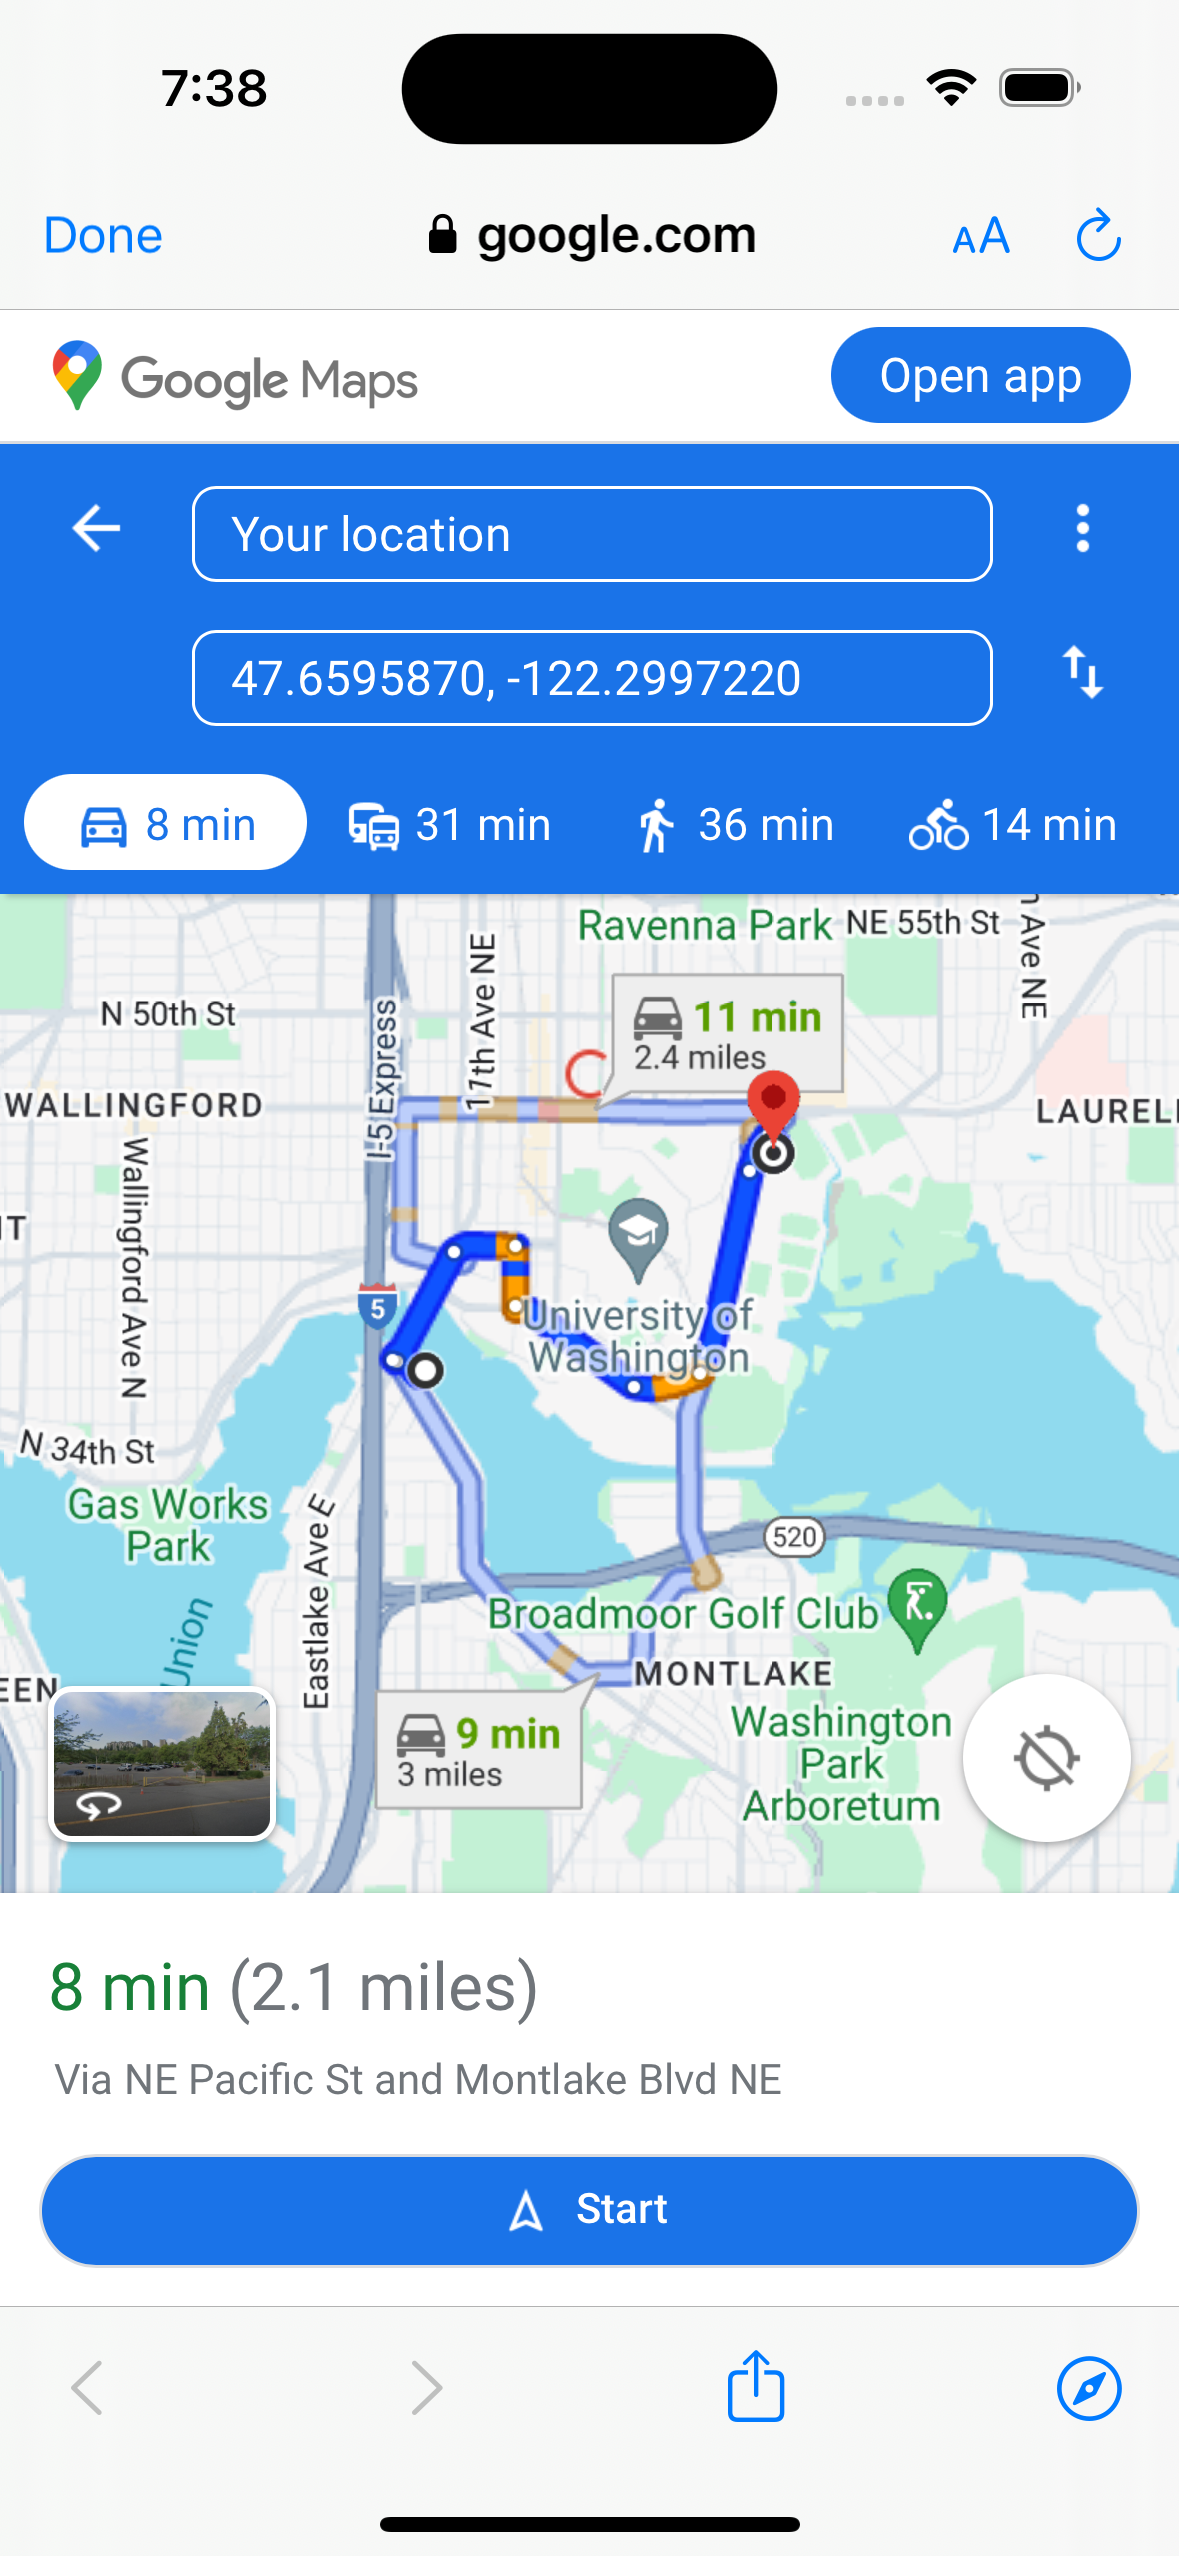 7:38
Done
google.com
AA
Google Maps
Open app
Your location
47.6595870, -122.2997220
8 min
31 min
36 min
14 min
Ravenna Park
NE 55th St
Ave NE
N 50th St
I-5 Express
11th Ave NE
11 min
2.4 miles
WALLINGFORD
LAUREL
Wallingford Ave N
IT
5
University of
Washington
N 34th St
Gas Works
Park
Eastlake Ave E
520
Union
Broadmoor Golf Club
EEN
MONTLAKE
9 min
3 miles
Washington
Park
Arboretum
8 min (2.1 miles)
Via NE Pacific St and Montlake Blvd NE
Start